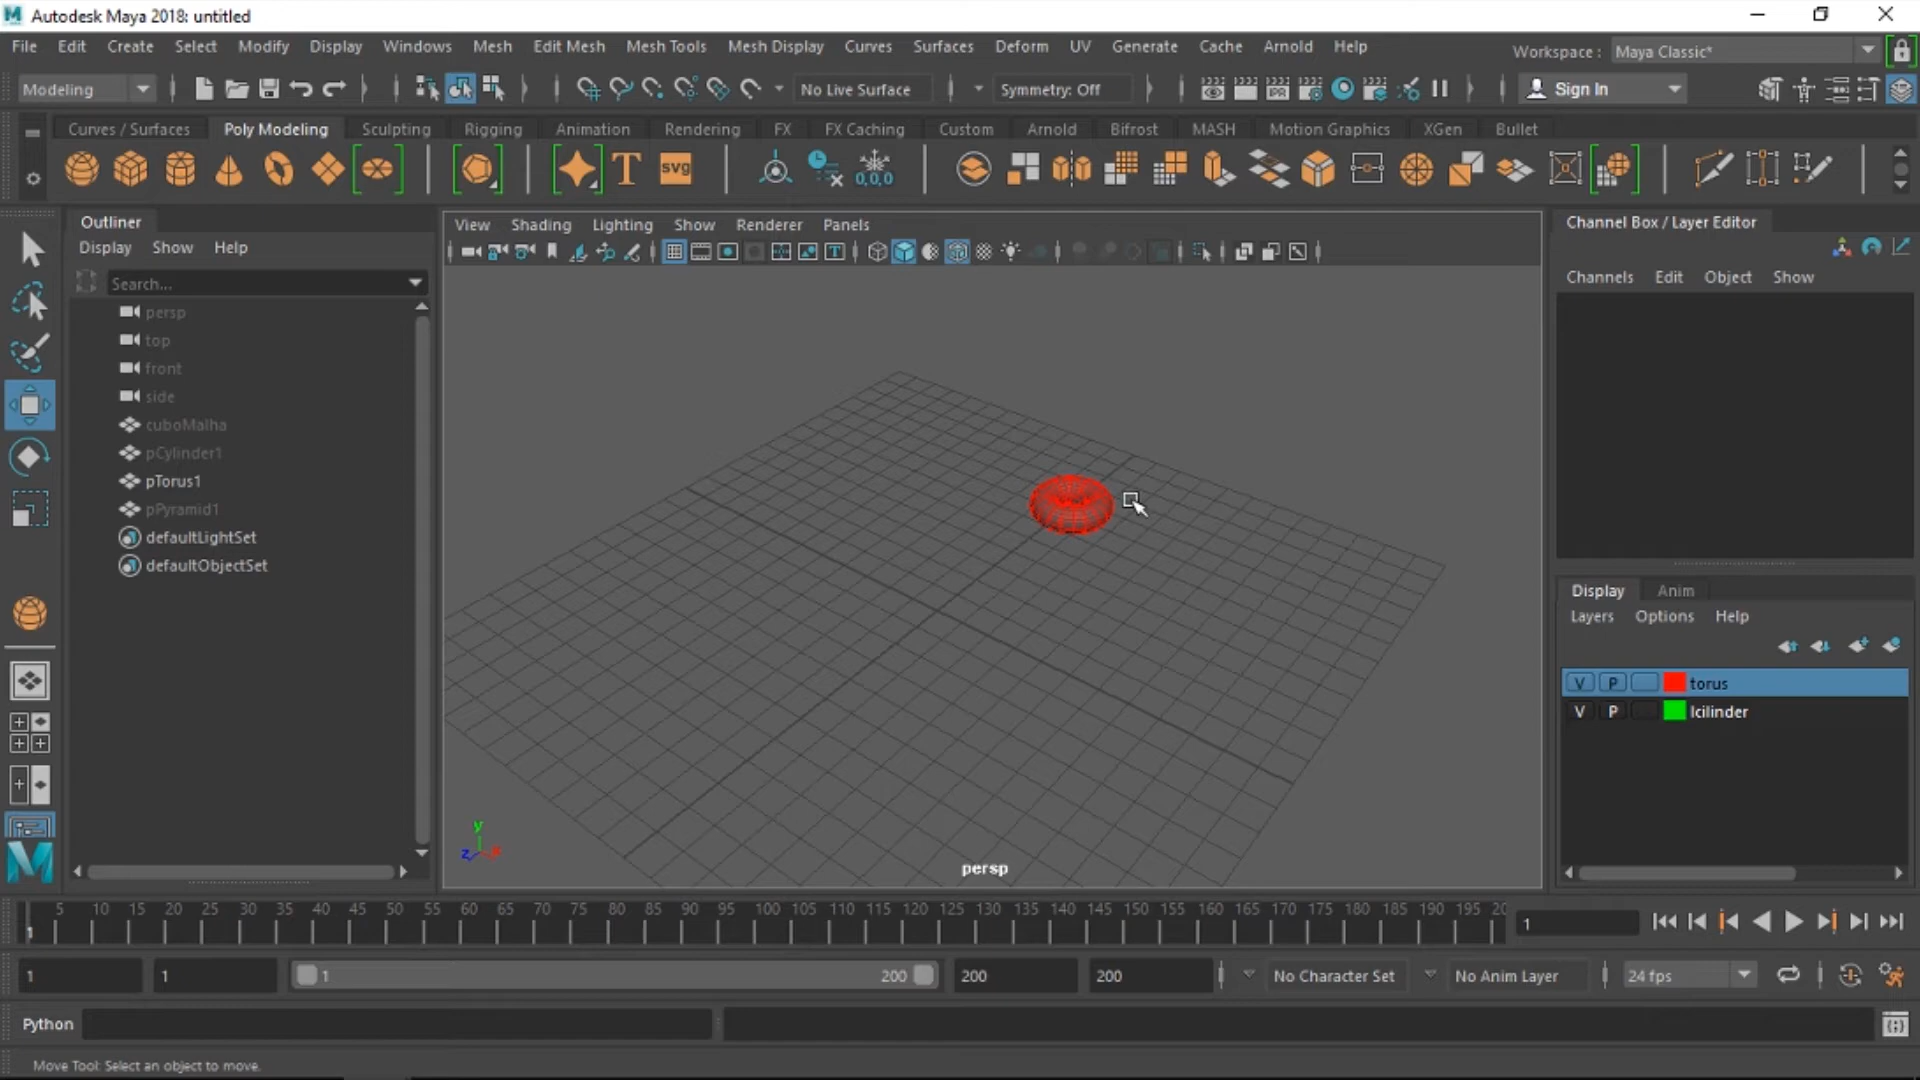 Autodesk Maya 2018: untitled
File Edit Create Select Modify Display Windows Mesh Edit Mesh Mesh Tools Mesh Display Curves Surfaces Deform UV Generate Cache Arnold Help
Workspace : Maya Classic*
Modeling
No Live Surface
Symmetry: Off
IPR
Sign In
Curves / Surfaces Poly Modeling Sculpting Rigging Animation Rendering FX FX Caching Custom Arnold Bifrost MASH Motion Graphics XGen Bullet
T
svg
0,0,0
Outliner
Display Show Help
Search...
persp
top
front
side
cuboMalha
pCylinder1
pTorus1
pPyramid1
defaultLightSet
defaultObjectSet
View Shading Lighting Show Renderer Panels
y
z x
persp
Channel Box / Layer Editor
Channels Edit Object Show
Display Anim
Layers Options Help
V P torus
V P lcilinder
5 10 15 20 25 30 35 40 45 50 55 60 65 70 75 80 85 90 95 100 105 110 115 120 125 130 135 140 145 150 155 160 165 170 175 180 185 190 195 20
1
1
1 1 1 200 200 200 No Character Set No Anim Layer 24 fps
Python
Move Tool: Select an object to move.